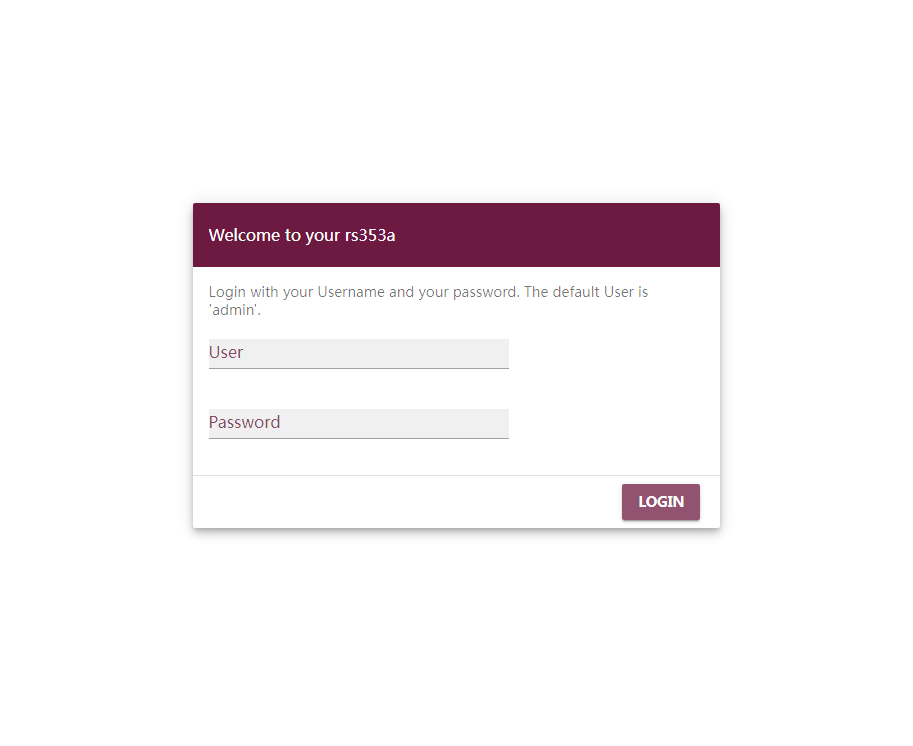 Welcome to your rs353a
Login with your Username and your password. The default User is
'admin'.
User
Password
LOGIN